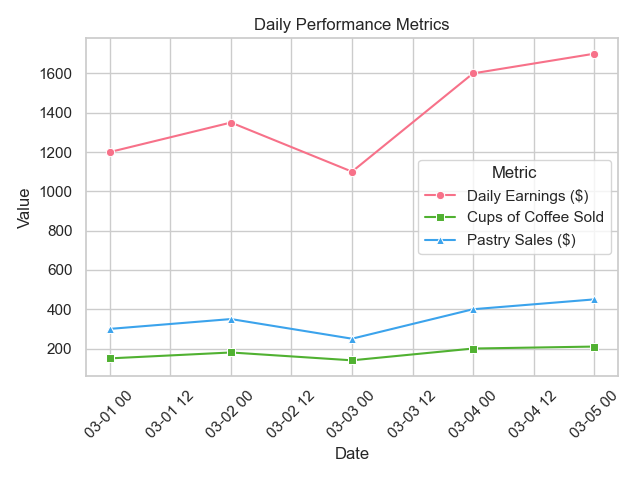 Daily Performance Metrics
Value
1600
1400
1200
1000
800
600
400
200
Metric
Daily Earnings ($)
Cups of Coffee Sold
Pastry Sales ($)
03-01 00
03-01 12
03-02 00
03-02 12
03-03 00
03-03 12
03-04 00
03-04 12
03-05 00
Date